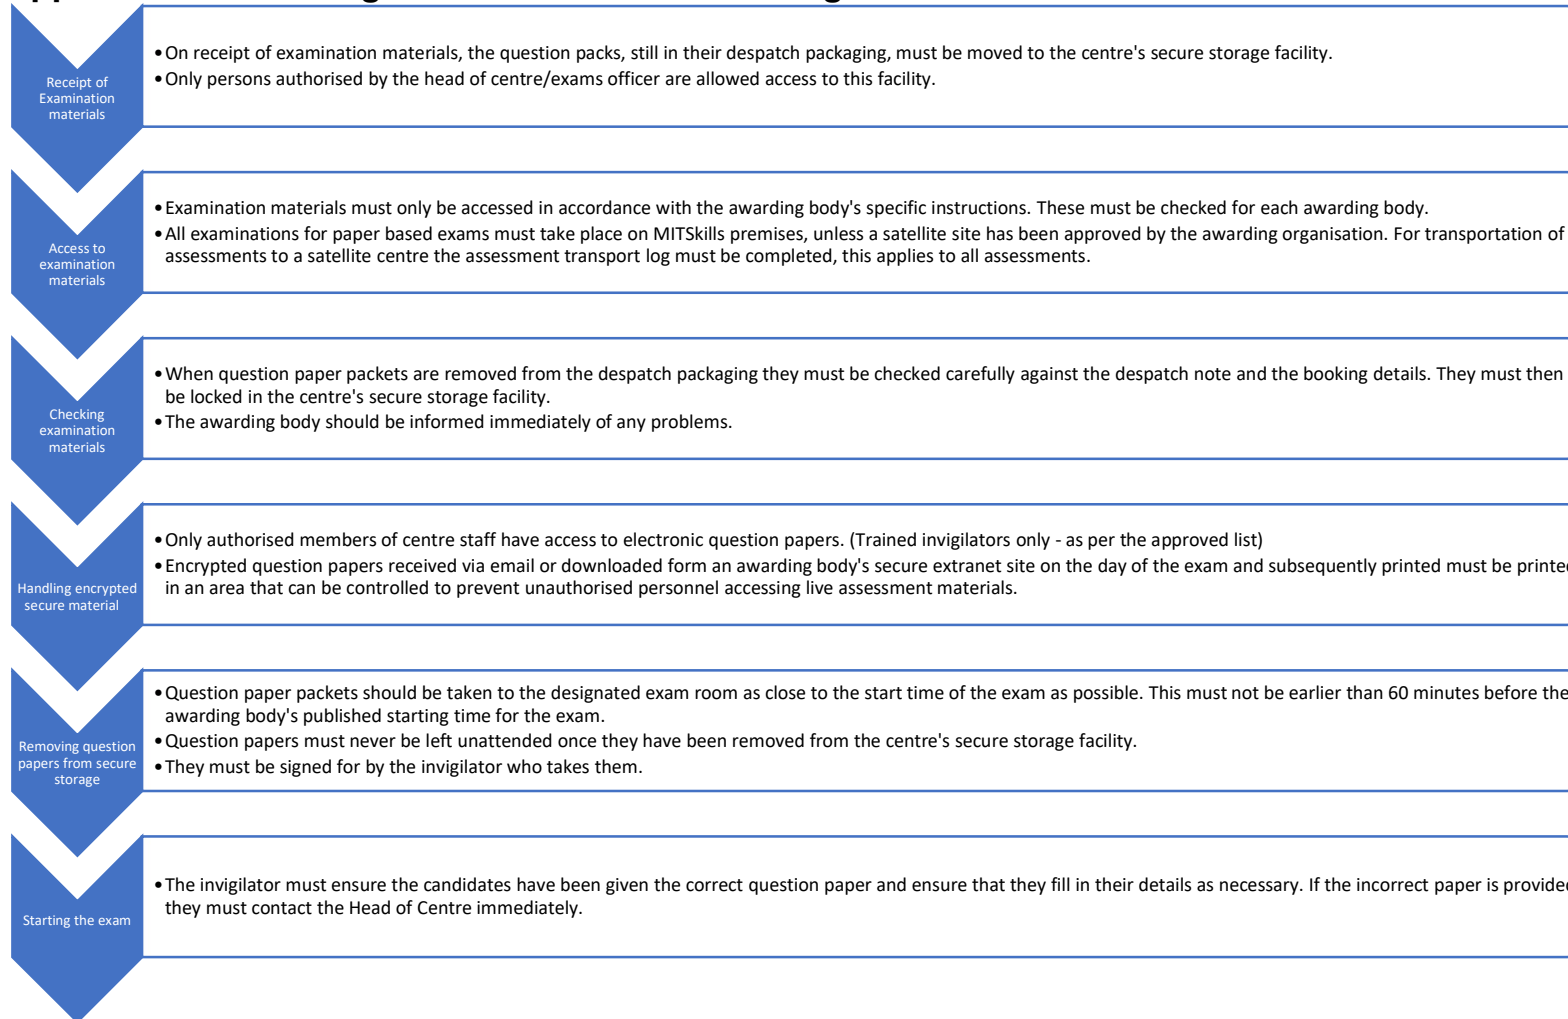 Receipt of
Examination
materials
•On receipt of examination materials, the question packs, still in their despatch packaging, must be moved to the centre's secure storage facility.
•Only persons authorised by the head of centre/exams officer are allowed access to this facility.
Access to
examination
materials
•Examination materials must only be accessed in accordance with the awarding body's specific instructions. These must be checked for each awarding body.
•All examinations for paper based exams must take place on MITSkills premises, unless a satellite site has been approved by the awarding organisation. For transportation of
assessments to a satellite centre the assessment transport log must be completed, this applies to all assessments.
Checking
examination
materials
•When question paper packets are removed from the despatch packaging they must be checked carefully against the despatch note and the booking details. They must then
be locked in the centre's secure storage facility.
•The awarding body should be informed immediately of any problems.
Handling encrypted
secure material
•Only authorised members of centre staff have access to electronic question papers. (Trained invigilators only - as per the approved list)
•Encrypted question papers received via email or downloaded form an awarding body's secure extranet site on the day of the exam and subsequently printed must be printed
in an area that can be controlled to prevent unauthorised personnel accessing live assessment materials.
Removing question
papers from secure
storage
•Question paper packets should be taken to the designated exam room as close to the start time of the exam as possible. This must not be earlier than 60 minutes before the
awarding body's published starting time for the exam.
•Question papers must never be left unattended once they have been removed from the centre's secure storage facility.
•They must be signed for by the invigilator who takes them.
Starting the exam
•The invigilator must ensure the candidates have been given the correct question paper and ensure that they fill in their details as necessary. If the incorrect paper is provided
they must contact the Head of Centre immediately.